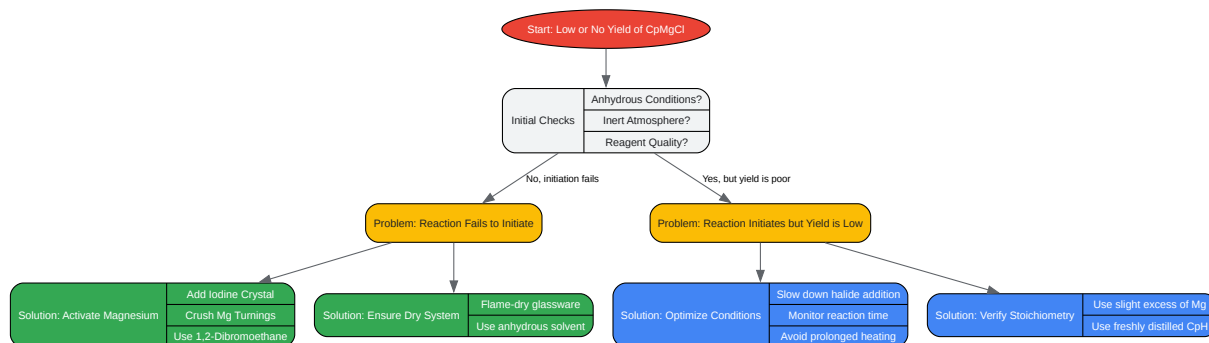 Start: Low or No Yield of CpMgCl
Initial Checks
Anhydrous Conditions?
Inert Atmosphere?
Reagent Quality?
No, initiation fails
Yes, but yield is poor
Problem: Reaction Fails to Initiate
Problem: Reaction Initiates but Yield is Low
Solution: Activate Magnesium
Add Iodine Crystal
Crush Mg Turnings
Use 1,2-Dibromoethane
Solution: Ensure Dry System
Flame-dry glassware
Use anhydrous solvent
Solution: Optimize Conditions
Slow down halide addition
Monitor reaction time
Avoid prolonged heating
Solution: Verify Stoichiometry
Use slight excess of Mg
Use freshly distilled CpH